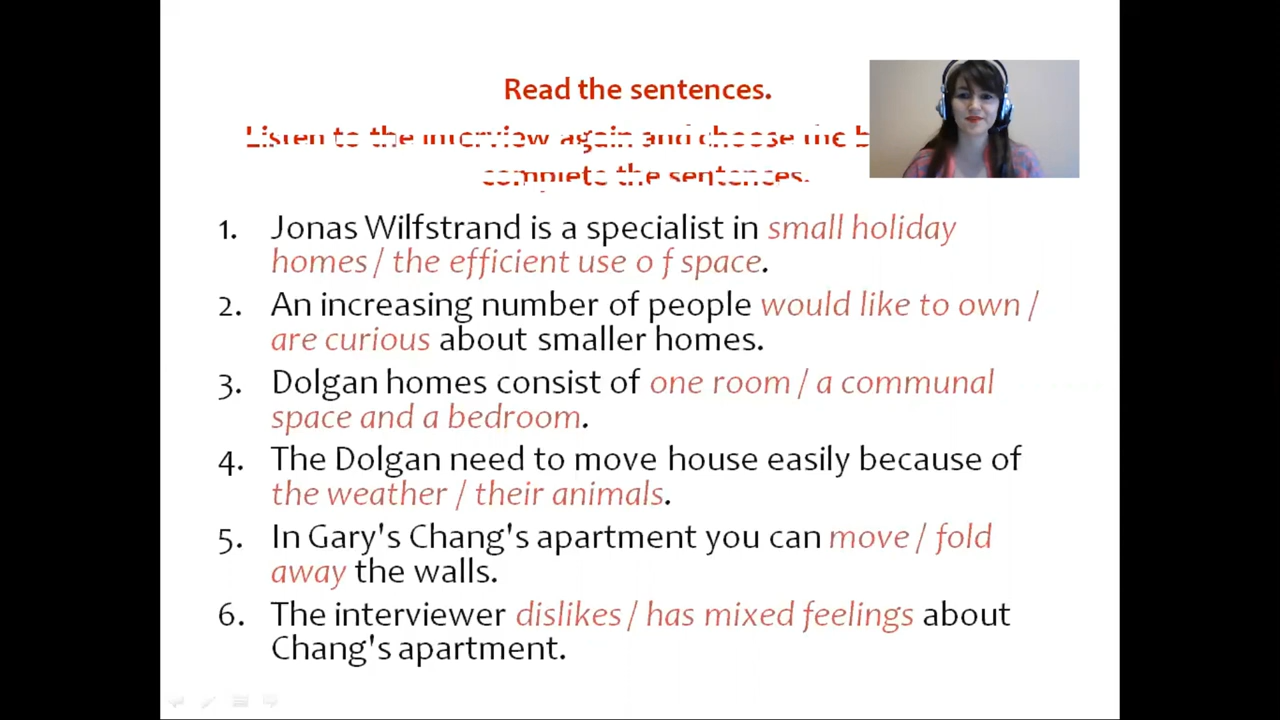 Read the sentences.
Listen to the interview again and choose the
complete the sentences.
1. Jonas Wilfstrand is a specialist in small holiday
homes / the efficient use o f space.
2. An increasing number of people would like to own /
are curious about smaller homes.
3. Dolgan homes consist of one room / a communal
space and a bedroom.
4. The Dolgan need to move house easily because of
the weather / their animals.
5. In Gary's Chang's apartment you can move / fold
away the walls.
6. The interviewer dislikes / has mixed feelings about
Chang's apartment.